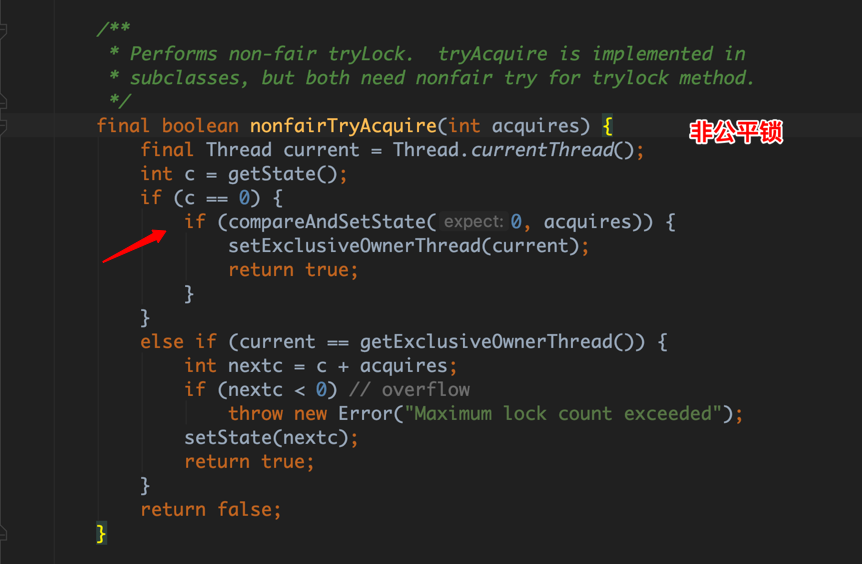 /**
 * Performs non-fair tryLock.  tryAcquire is implemented in
 * subclasses, but both need nonfair try for trylock method.
 */
final boolean nonfairTryAcquire(int acquires) { 非公平锁
    final Thread current = Thread.currentThread();
    int c = getState();
    if (c == 0) {
        if (compareAndSetState( expect: 0, acquires)) {
            setExclusiveOwnerThread(current);
            return true;
        }
    }
    else if (current == getExclusiveOwnerThread()) {
        int nextc = c + acquires;
        if (nextc < 0) // overflow
            throw new Error("Maximum lock count exceeded");
        setState(nextc);
        return true;
    }
    return false;
}